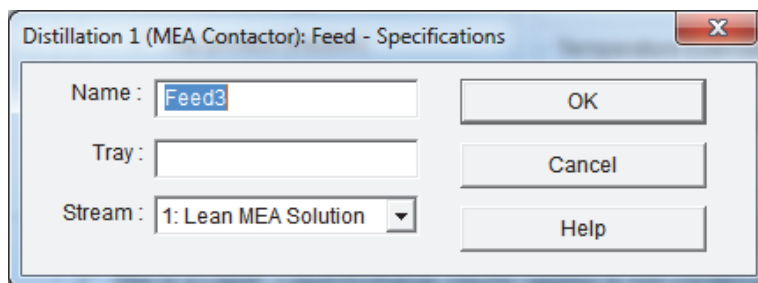 Distillation 1 (MEA Contactor): Feed - Specifications
Name : Feed3
OK
Tray :
Cancel
Stream : 1: Lean MEA Solution
Help